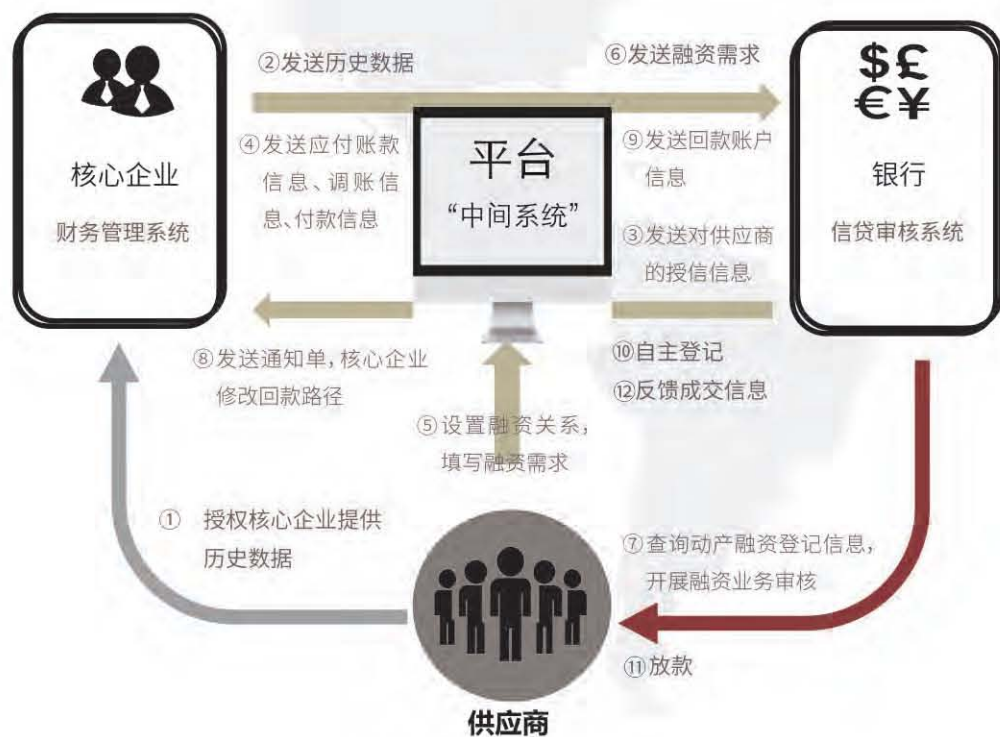 核心企业
财务管理系统
②发送历史数据
④发送应付账款
信息、调账信
息、付款信息
平台
“中间系统”
⑥发送融资需求
⑨发送回款账户
信息
③发送对供应商
的授信信息
$£
€¥
银行
信贷审核系统
⑧发送通知单，核心企业
修改回款路径
⑩自主登记
⑫反馈成交信息
⑤设置融资关系，
填写融资需求
① 授权核心企业提供
历史数据
⑦查询动产融资登记信息，
开展融资业务审核
⑪放款
供应商